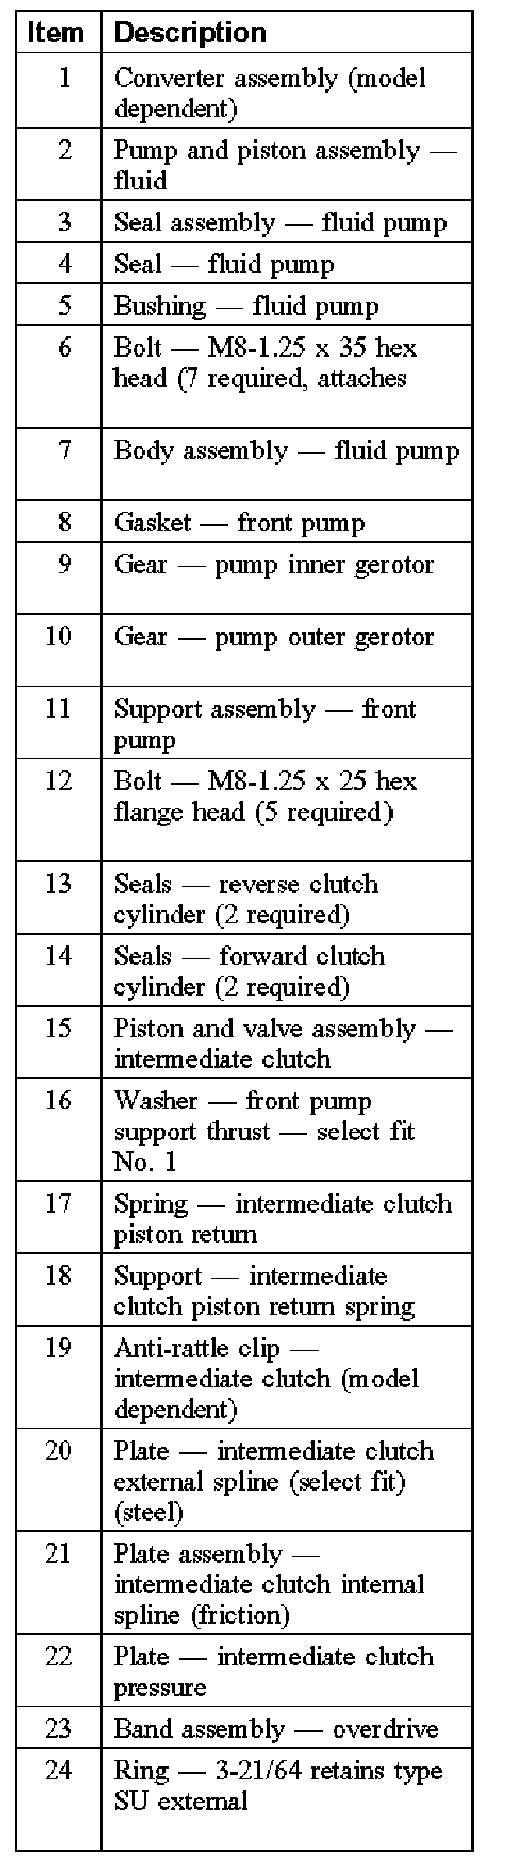 Item Description
1 Converter assembly (model
dependent)
2 Pump and piston assembly —
fluid
3 Seal assembly — fluid pump
4 Seal — fluid pump
5 Bushing — fluid pump
6 Bolt — M8-1.25 x 35 hex
head (7 required, attaches
7 Body assembly — fluid pump
8 Gasket — front pump
9 Gear — pump inner gerotor
10 Gear — pump outer gerotor
11 Support assembly — front
pump
12 Bolt — M8-1.25 x 25 hex
flange head (5 required)
13 Seals — reverse clutch
cylinder (2 required)
14 Seals — forward clutch
cylinder (2 required)
15 Piston and valve assembly —
intermediate clutch
16 Washer — front pump
support thrust — select fit
No. 1
17 Spring — intermediate clutch
piston return
18 Support — intermediate
clutch piston return spring
19 Anti-rattle clip —
intermediate clutch (model
dependent)
20 Plate — intermediate clutch
external spline (select fit)
(steel)
21 Plate assembly —
intermediate clutch internal
spline (friction)
22 Plate — intermediate clutch
pressure
23 Band assembly — overdrive
24 Ring — 3-21/64 retains type
SU external